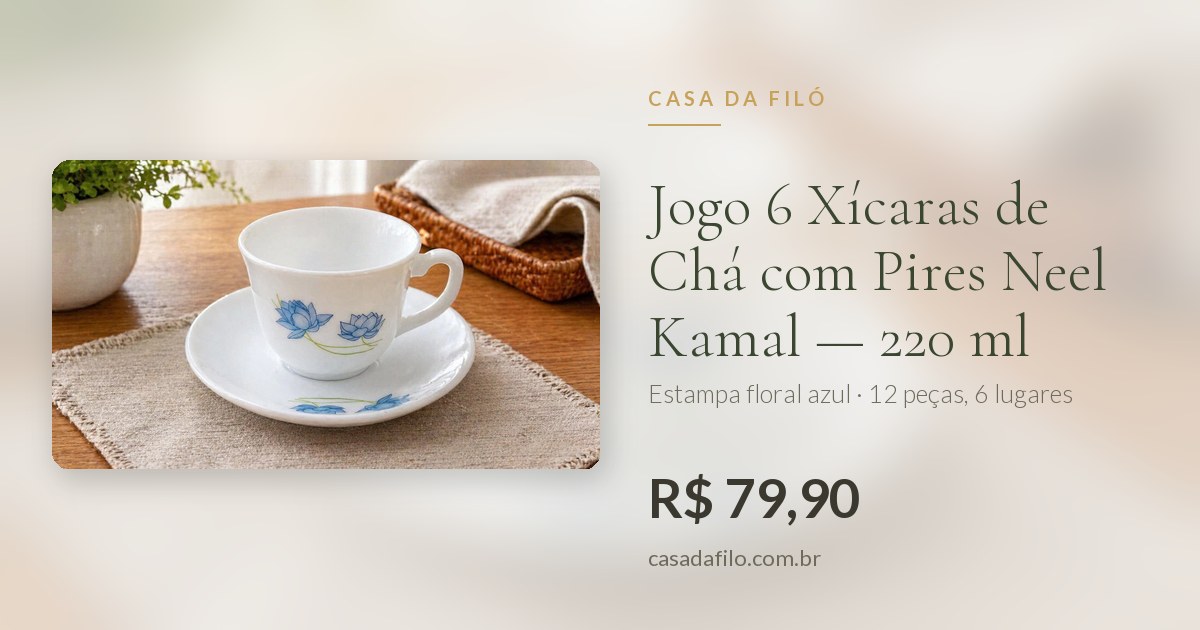 CASA DA FILÓ
Jogo 6 Xícaras de
Chá com Pires Neel
Kamal — 220 ml
Estampa floral azul · 12 peças, 6 lugares
R$ 79,90
casadafilo.com.br